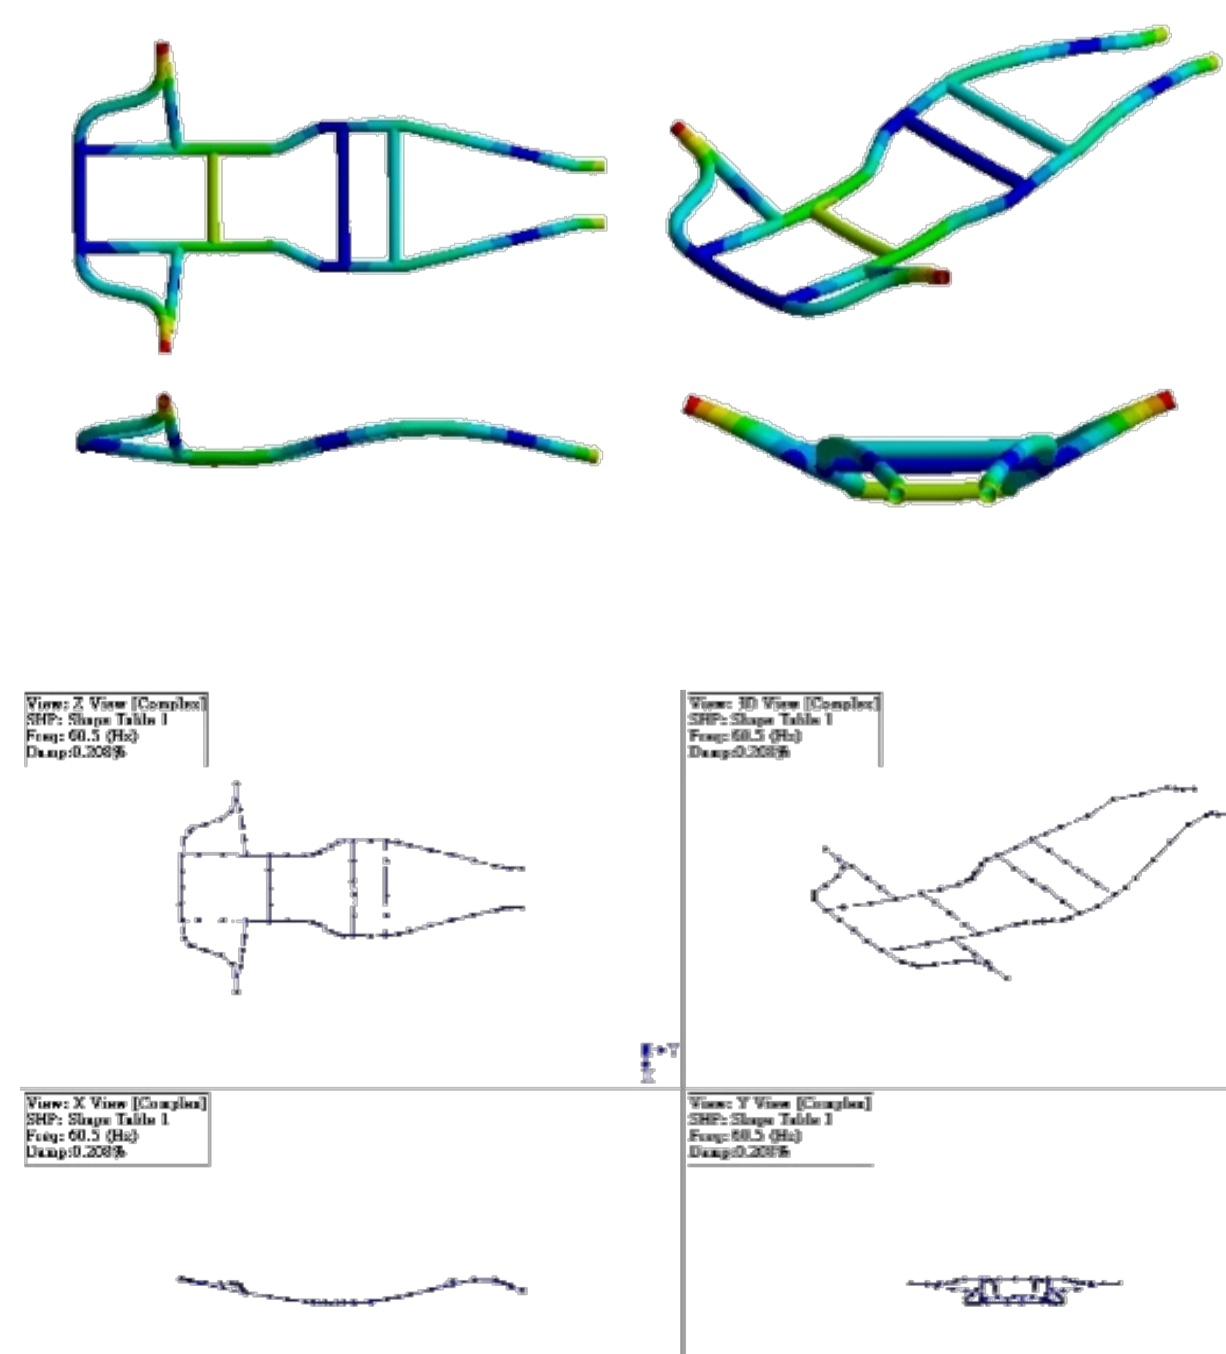 View: Z View [Complex]
SHP: Shape Table 1
Freq: 60.5 (Hz)
Damp:0.208%
View: 3D View [Complex]
SHP: Shape Table 1
Freq: 60.5 (Hz)
Damp:0.208%
Y
View: X View [Complex]
SHP: Shape Table 1
Freq: 60.5 (Hz)
Damp:0.208%
View: Y View [Complex]
SHP: Shape Table 1
Freq: 60.5 (Hz)
Damp:0.208%